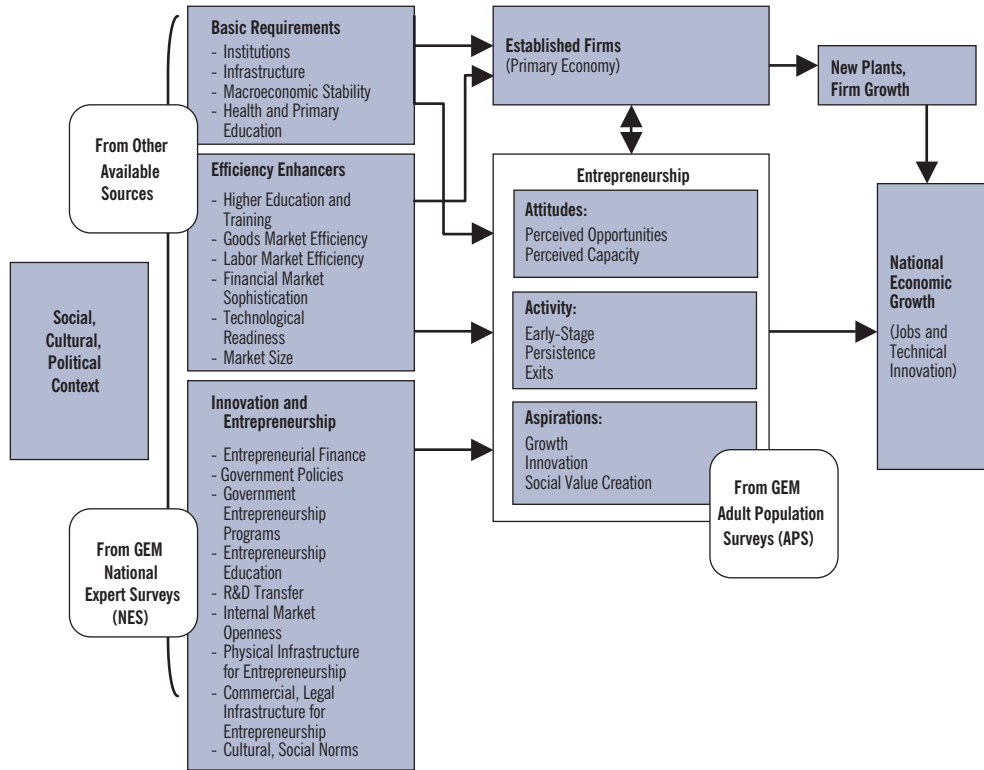 Social,
Cultural,
Political
Context
From Other
Available
Sources
From GEM
National
Expert Surveys
(NES)
Basic Requirements
- Institutions
- Infrastructure
- Macroeconomic Stability
- Health and Primary
Education
Efficiency Enhancers
- Higher Education and
Training
- Goods Market Efficiency
- Labor Market Efficiency
- Financial Market
Sophistication
- Technological
Readiness
- Market Size
Innovation and
Entrepreneurship
- Entrepreneurial Finance
- Government Policies
- Government
Entrepreneurship
Programs
- Entrepreneurship
Education
- R&D Transfer
- Internal Market
Openness
- Physical Infrastructure
for Entrepreneurship
- Commercial, Legal
Infrastructure for
Entrepreneurship
- Cultural, Social Norms
Established Firms
(Primary Economy)
Entrepreneurship
Attitudes:
Perceived Opportunities
Perceived Capacity
Activity:
Early-Stage
Persistence
Exits
Aspirations:
Growth
Innovation
Social Value Creation
From GEM
Adult Population
Surveys (APS)
New Plants,
Firm Growth
National
Economic
Growth
(Jobs and
Technical
Innovation)